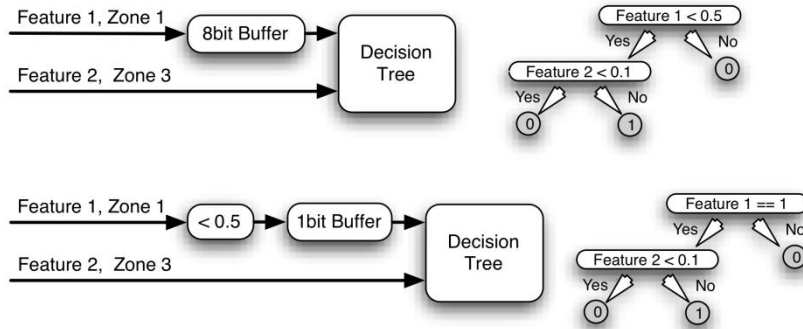 Feature 1, Zone 1
8bit Buffer
Feature 2, Zone 3
Decision
Tree
Feature 1 < 0.5
Yes
No
Feature 2 < 0.1
0
Yes
No
0
1
Feature 1, Zone 1
< 0.5
1bit Buffer
Feature 2, Zone 3
Decision
Tree
Feature 1 == 1
Yes
No
Feature 2 < 0.1
0
Yes
No
0
1